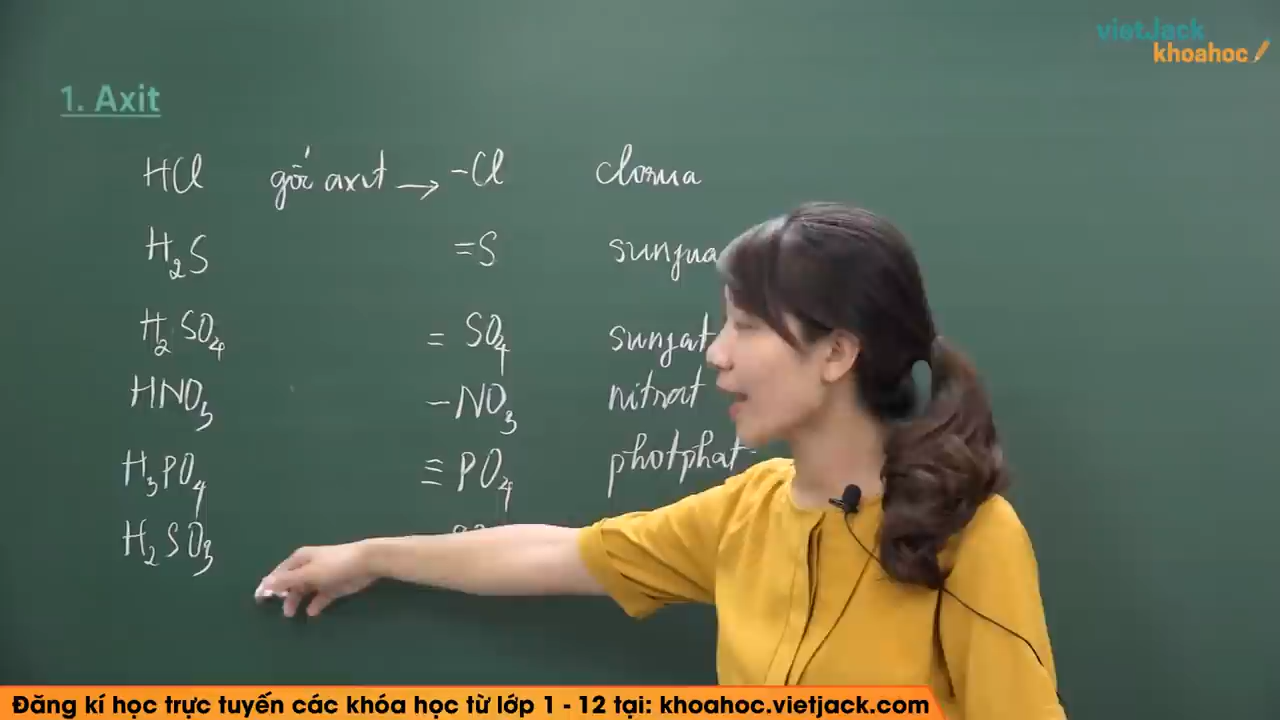 vietJack
khoahoc
1. Axit
HCl gốc axit → -Cl clorua
H₂S =S sunfua
H₂SO₄ = SO₄ sunfat
HNO₃ - NO₃ nitrat
H₃PO₄ ≡ PO₄ photphat
H₂SO₃
Đăng kí học trực tuyến các khóa học từ lớp 1 - 12 tại: khoahoc.vietjack.com